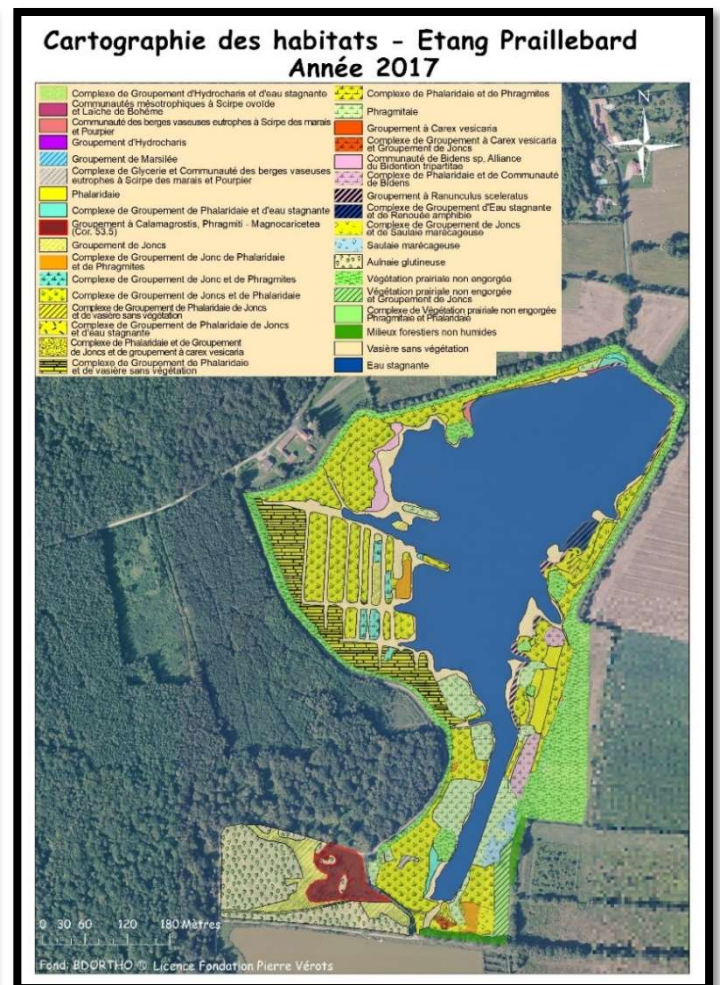 Cartographie des habitats - Etang Praillebard
Année 2017
Complexe de Groupement d'Hydrocharis et d'eau stagnante
Communautés mésotrophiques à Scirpe ovoïde
et Laîche de Bohême
Communauté des berges vaseuses eutrophes à Scirpe des marais
et Pourpier
Groupement d'Hydrocharis
Groupement de Marsilée
Complexe de Glycerie et Communauté des berges vaseuses
eutrophes à Scirpe des marais et Pourpier
Phalaridaie
Complexe de Groupement de Phalaridaie et d'eau stagnante
Groupement à Calamagrostis, Phragmiti - Magnocaricetea
(Cor. 53.5)
Groupement de Joncs
Complexe de Groupement de Jonc de Phalaridaie
et de Phragmites
Complexe de Groupement de Jonc et de Phragmites
Complexe de Groupement de Joncs et de Phalaridaie
Complexe de Groupement de Phalaridaie de Joncs
et de vasière sans végétation
Complexe de Groupement de Phalaridaie de Joncs
et d'eau stagnante
Complexe de Phalaridaie et de Groupement
de Joncs et de groupement à carex vesicaria
Complexe de Groupement de Phalaridaie
et de vasière sans végétation
Complexe de Phalaridaie et de Phragmites
Phragmitaie
Groupement à Carex vesicaria
Complexe de Groupement à Carex vesicaria
et Groupement de Joncs
Communauté de Bidens sp. Alliance
du Bidention tripartitae
Complexe de Phalaridaie et de Communauté
de Bidens
Groupement à Ranunculus sceleratus
Complexe de Groupement d'Eau stagnante
et de Renouée amphibie
Complexe de Groupement de Joncs
et de Saulaie marécageuse
Saulaie marécageuse
Aulnaie glutineuse
Végétation prairiale non engorgée
Végétation prairiale non engorgée
et Groupement de Joncs
Complexe de Végétation prairiale non engorgée
Phragmitaie et Phalaridaie
Milieux forestiers non humides
Vasière sans végétation
Eau stagnante
N
0 30 60 120 180 Mètres
Fond: BDORTHO ® Licence Fondation Pierre Vérots